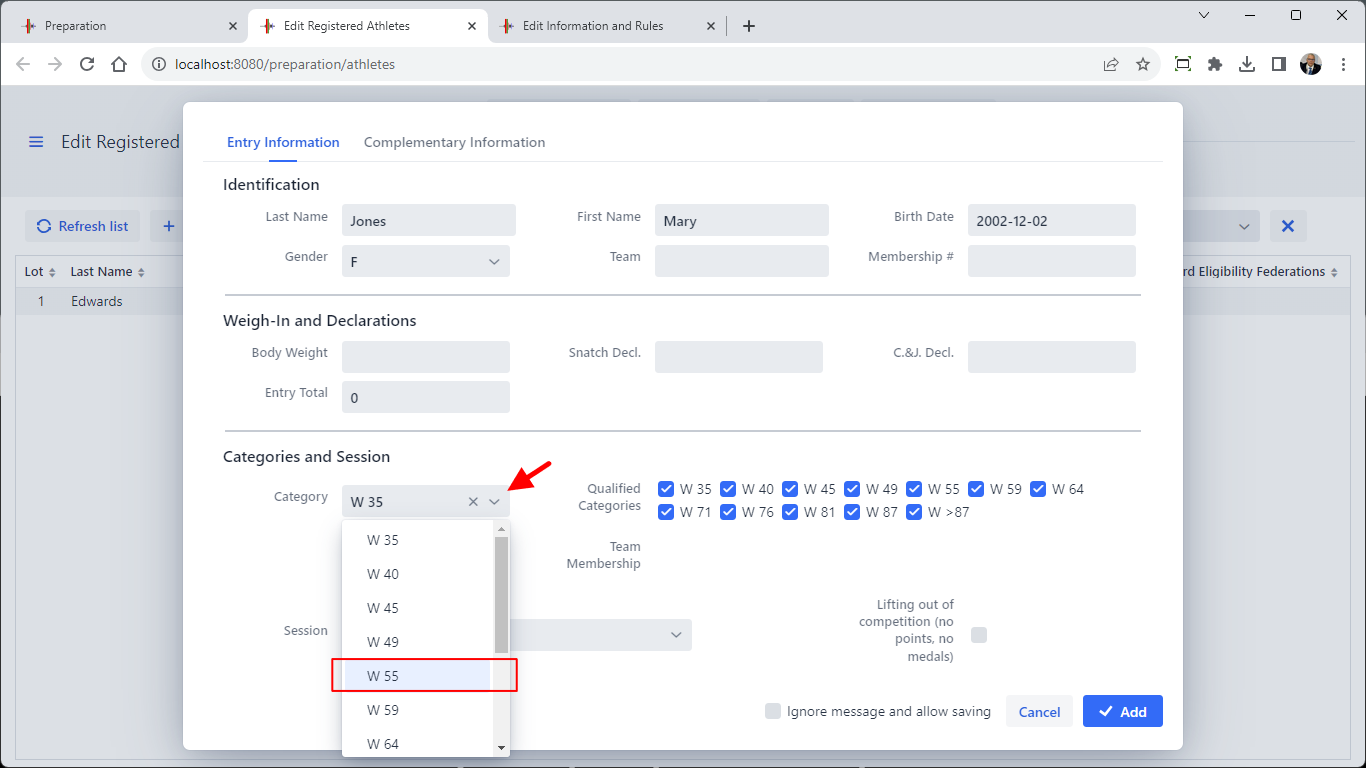 Preparation
Edit Registered Athletes
Edit Information and Rules
localhost:8080/preparation/athletes
Edit Registered
Refresh list
Lot
Last Name
rd Eligibility Federations
1
Edwards
Entry Information
Complementary Information
Identification
Last Name
Jones
First Name
Mary
Birth Date
2002-12-02
Gender
F
Team
Membership #
Weigh-In and Declarations
Body Weight
Snatch Decl.
C.&J. Decl.
Entry Total
0
Categories and Session
Category
W 35
Qualified
Categories
W 35 W 40 W 45 W 49 W 55 W 59 W 64
W 71 W 76 W 81 W 87 W >87
W 35
W 40
W 45
W 49
W 55
W 59
W 64
Team
Membership
Session
Lifting out of
competition (no
points, no
medals)
Ignore message and allow saving
Cancel
Add